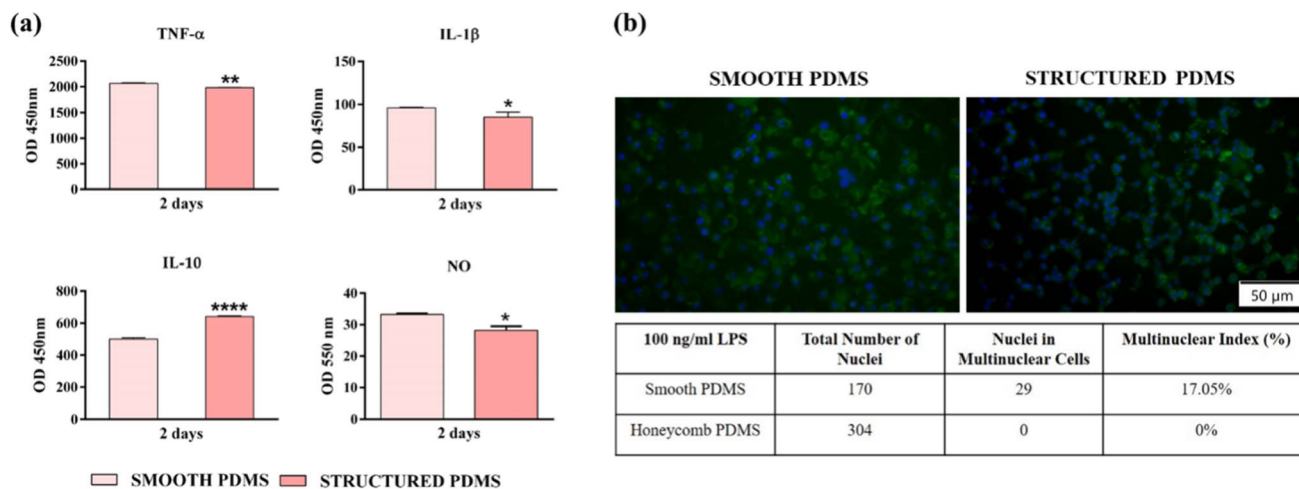 (a)
TNF-α
OD 450nm
2500
2000
1500
1000
500
0
**
2 days
IL-1β
OD 450nm
150
100
50
0
*
2 days
IL-10
OD 450nm
800
600
400
200
0
****
2 days
NO
OD 550 nm
40
30
20
10
0
*
2 days
SMOOTH PDMS STRUCTURED PDMS
(b)
SMOOTH PDMS STRUCTURED PDMS
50 µm
100 ng/ml LPS Total Number of Nuclei Nuclei in Multinuclear Cells Multinuclear Index (%)
Smooth PDMS 170 29 17.05%
Honeycomb PDMS 304 0 0%